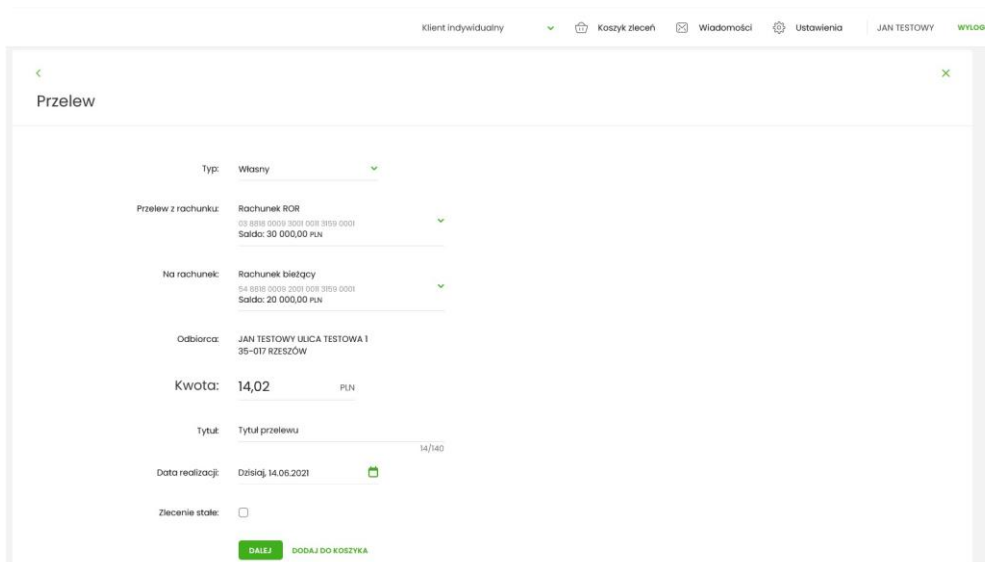 Klient indywidualny Koszyk zleceń Wiadomości Ustawienia JAN TESTOWY WYLOG
Przelew
Typ: Własny
Przelew z rachunku: Rachunek ROR
03 8818 0009 3001 0011 3159 0001
Saldo: 30 000,00 PLN
Na rachunek: Rachunek bieżący
54 8818 0009 2001 0011 3159 0001
Saldo: 20 000,00 PLN
Odbiorca: JAN TESTOWY ULICA TESTOWA 1
35-017 RZESZÓW
Kwota: 14,02 PLN
Tytuł: Tytuł przelewu
14/140
Data realizacji: Dzisiaj, 14.06.2021
Zlecenie stałe:
DALEJ DODAJ DO KOSZYKA